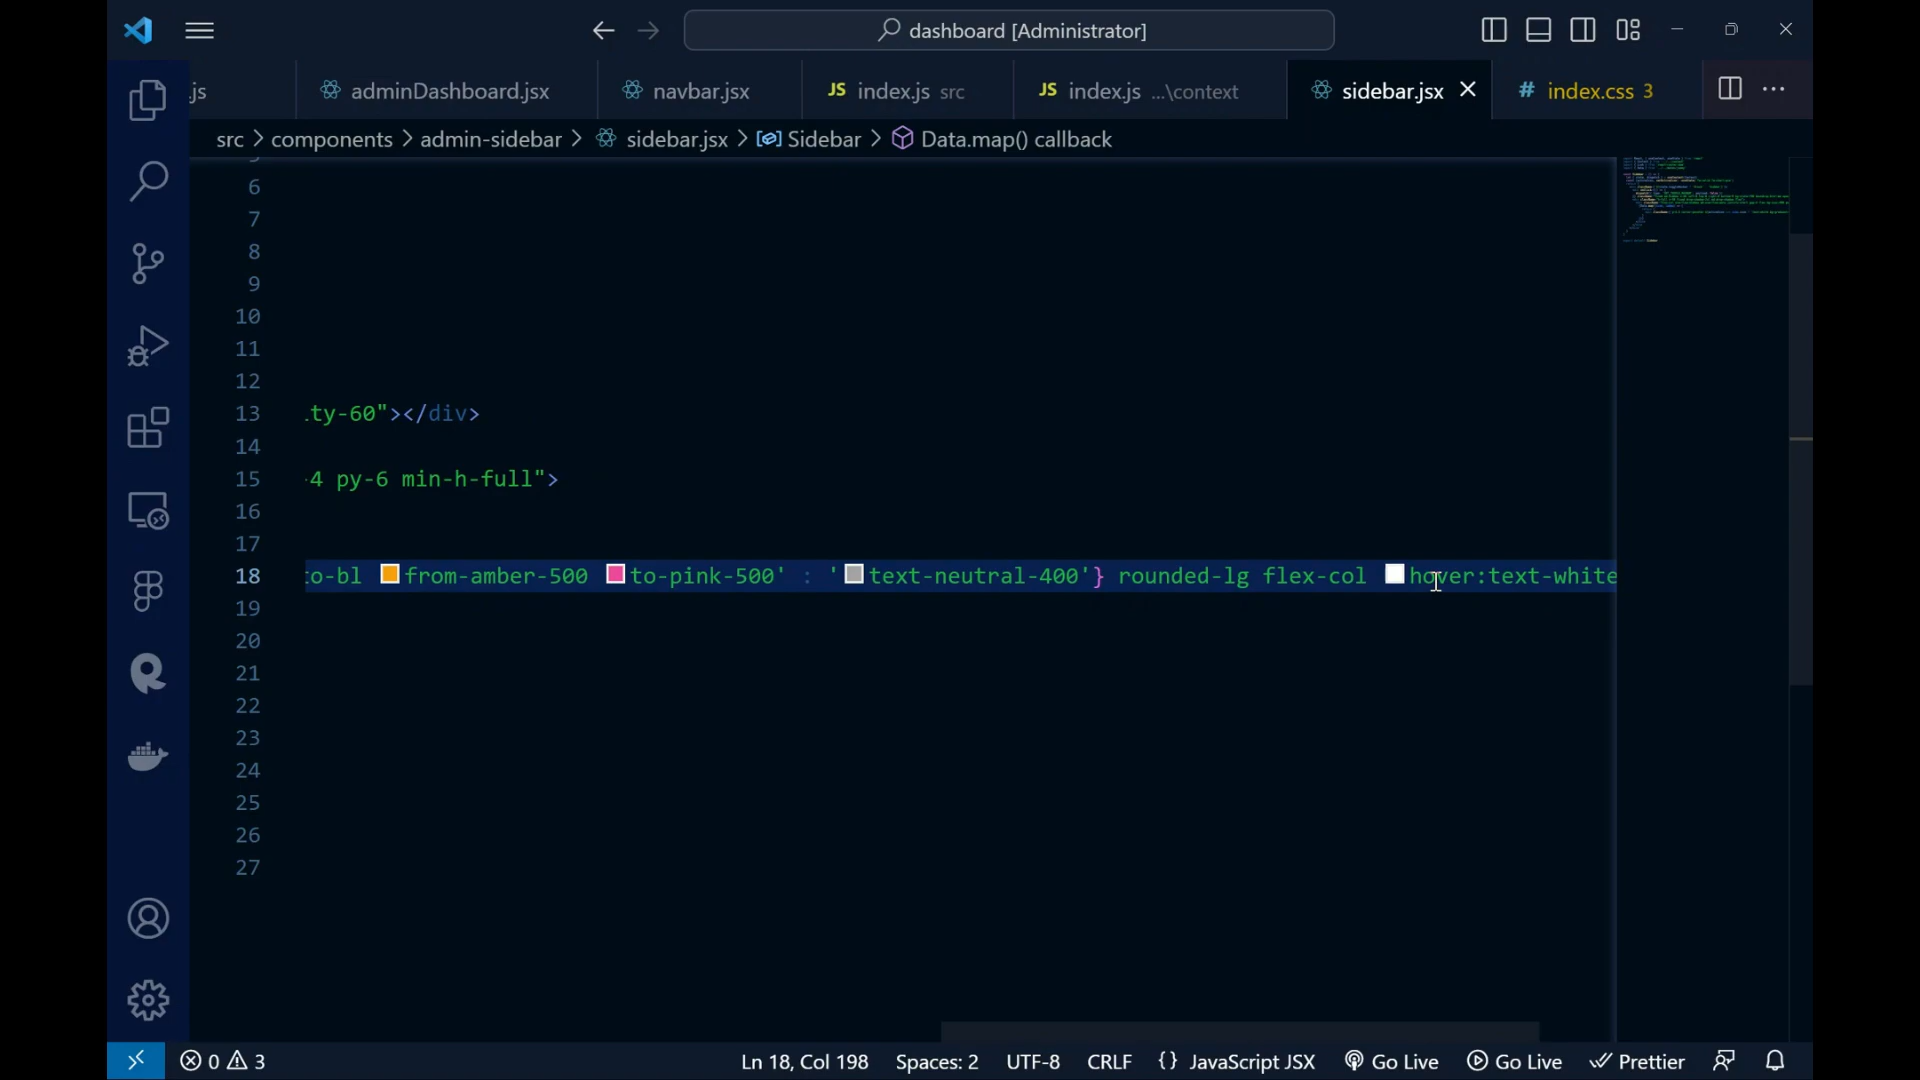 dashboard [Administrator]
.js adminDashboard.jsx navbar.jsx JS index.js src JS index.js ...\context sidebar.jsx # index.css 3
src > components > admin-sidebar > sidebar.jsx > Sidebar > Data.map() callback
6
7
8
9
10
11
12
13 .ty-60"></div>
14
15 -4 py-6 min-h-full">
16
17
18 to-bl from-amber-500 to-pink-500' : 'text-neutral-400'} rounded-lg flex-col hover:text-white
19
20
21
22
23
24
25
26
27
0 3 Ln 18, Col 198 Spaces: 2 UTF-8 CRLF {} JavaScript JSX Go Live Go Live Prettier